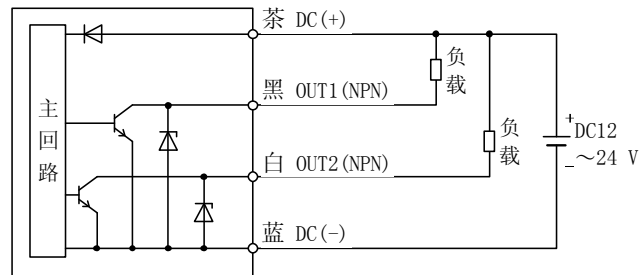 茶 DC(+)
负载
黑 OUT1(NPN)
主回路
负载
+
DC12
白 OUT2(NPN)
-
～24 V
蓝 DC(-)